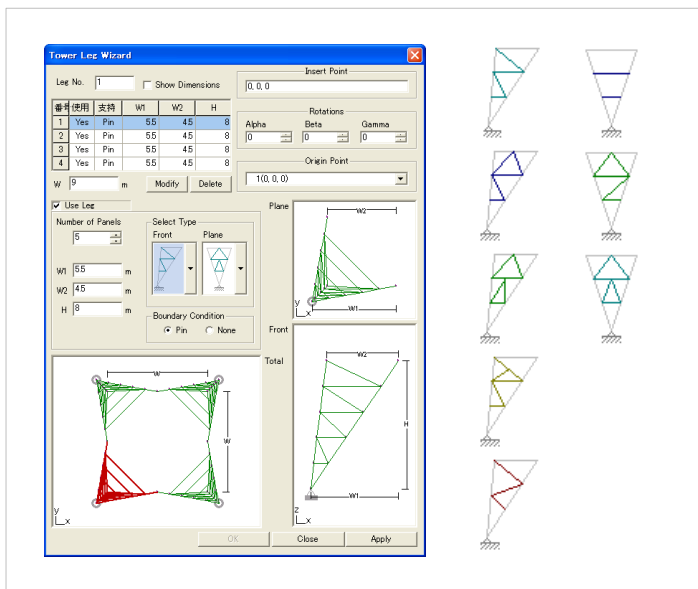 Tower Leg Wizard
Leg No. 1 Show Dimensions
Insert Point
0, 0, 0
番号 使用 支持 W1 W2 H
1 Yes Pin 5.5 4.5 8
2 Yes Pin 5.5 4.5 8
3 Yes Pin 5.5 4.5 8
4 Yes Pin 5.5 4.5 8
Rotations
Alpha Beta Gamma
0 0 0
Origin Point
1(0, 0, 0)
W 9 m Modify Delete
Use Leg
Number of Panels
5
Select Type
Front Plane
W1 5.5 m
W2 4.5 m
H 8 m
Boundary Condition
Pin None
Plane
W2
y
x
W1
Front
W2
H
W1
z
x
Total
W
W
y
x
OK Close Apply